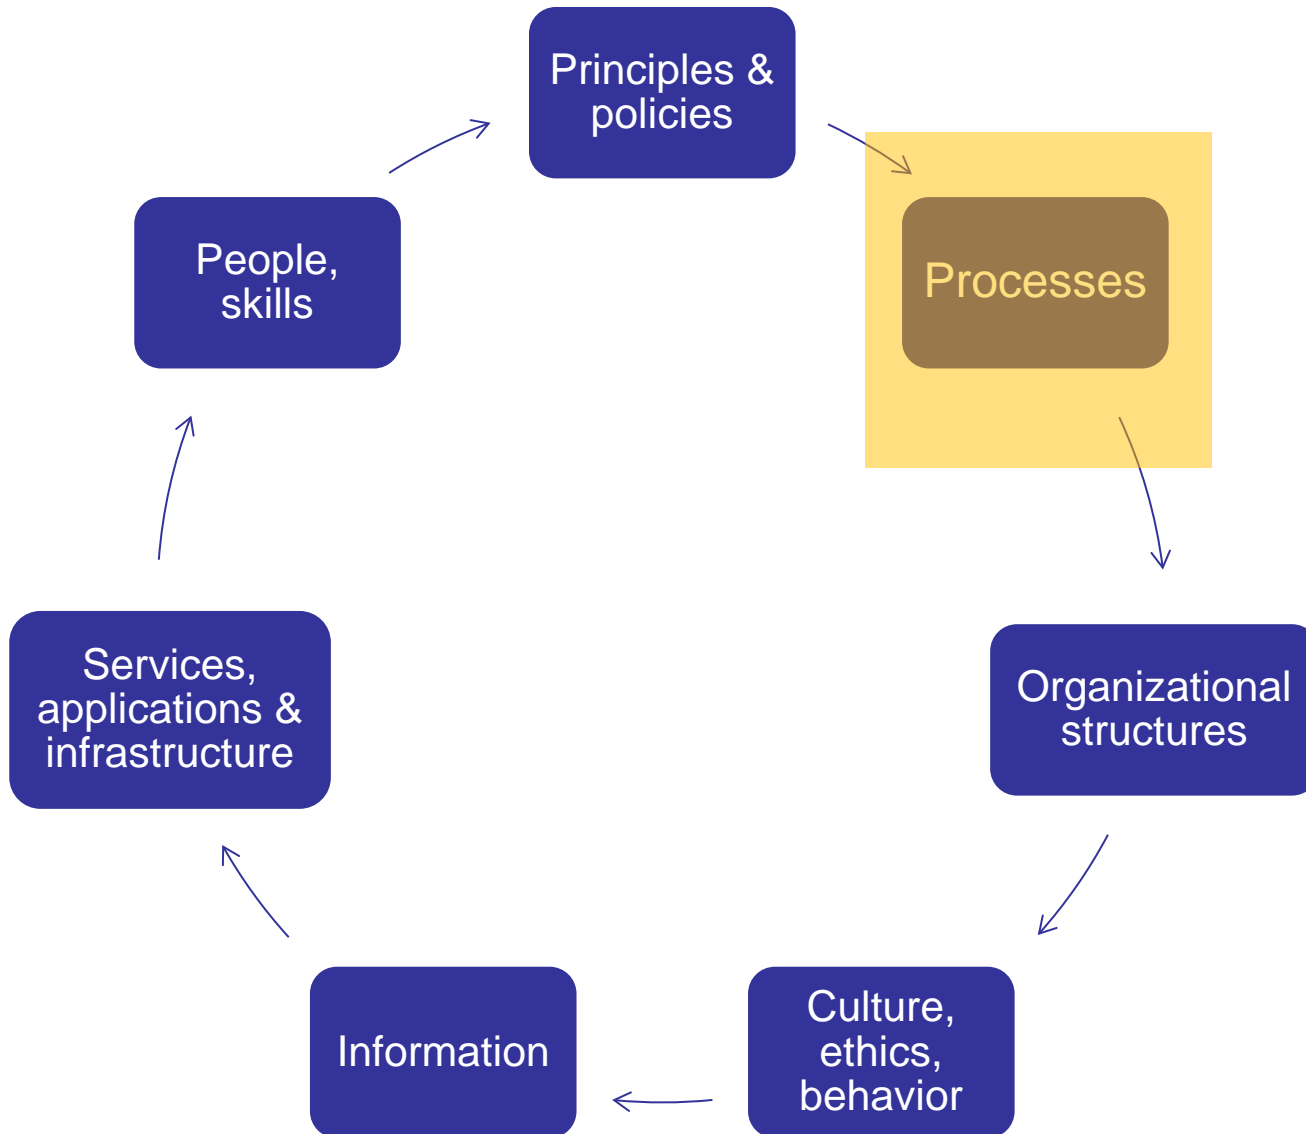 Principles &
policies
Processes
People,
skills
Services,
applications &
infrastructure
Organizational
structures
Information
Culture,
ethics,
behavior